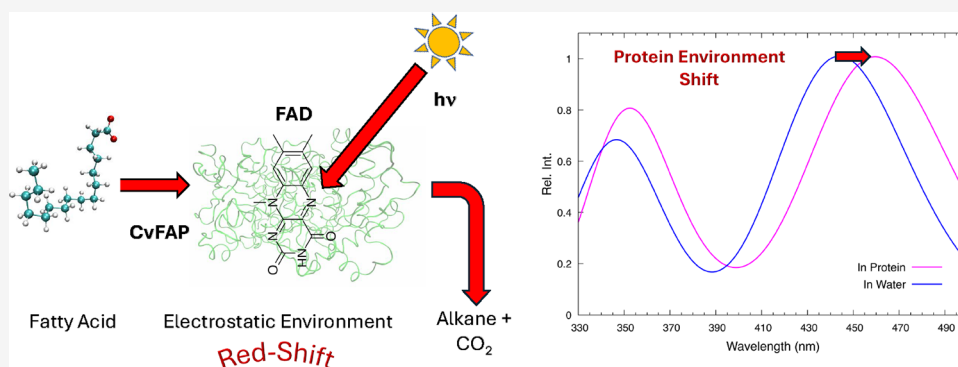 hν
FAD
N
N
N
O
NH
O
CvFAP
Fatty Acid
Electrostatic Environment
Red-Shift
Alkane +
CO2
Protein Environment
Shift
Rel. Int.
1
0.8
0.6
0.4
0.2
0
In Protein
In Water
330 350 370 390 410 430 450 470 490
Wavelength (nm)